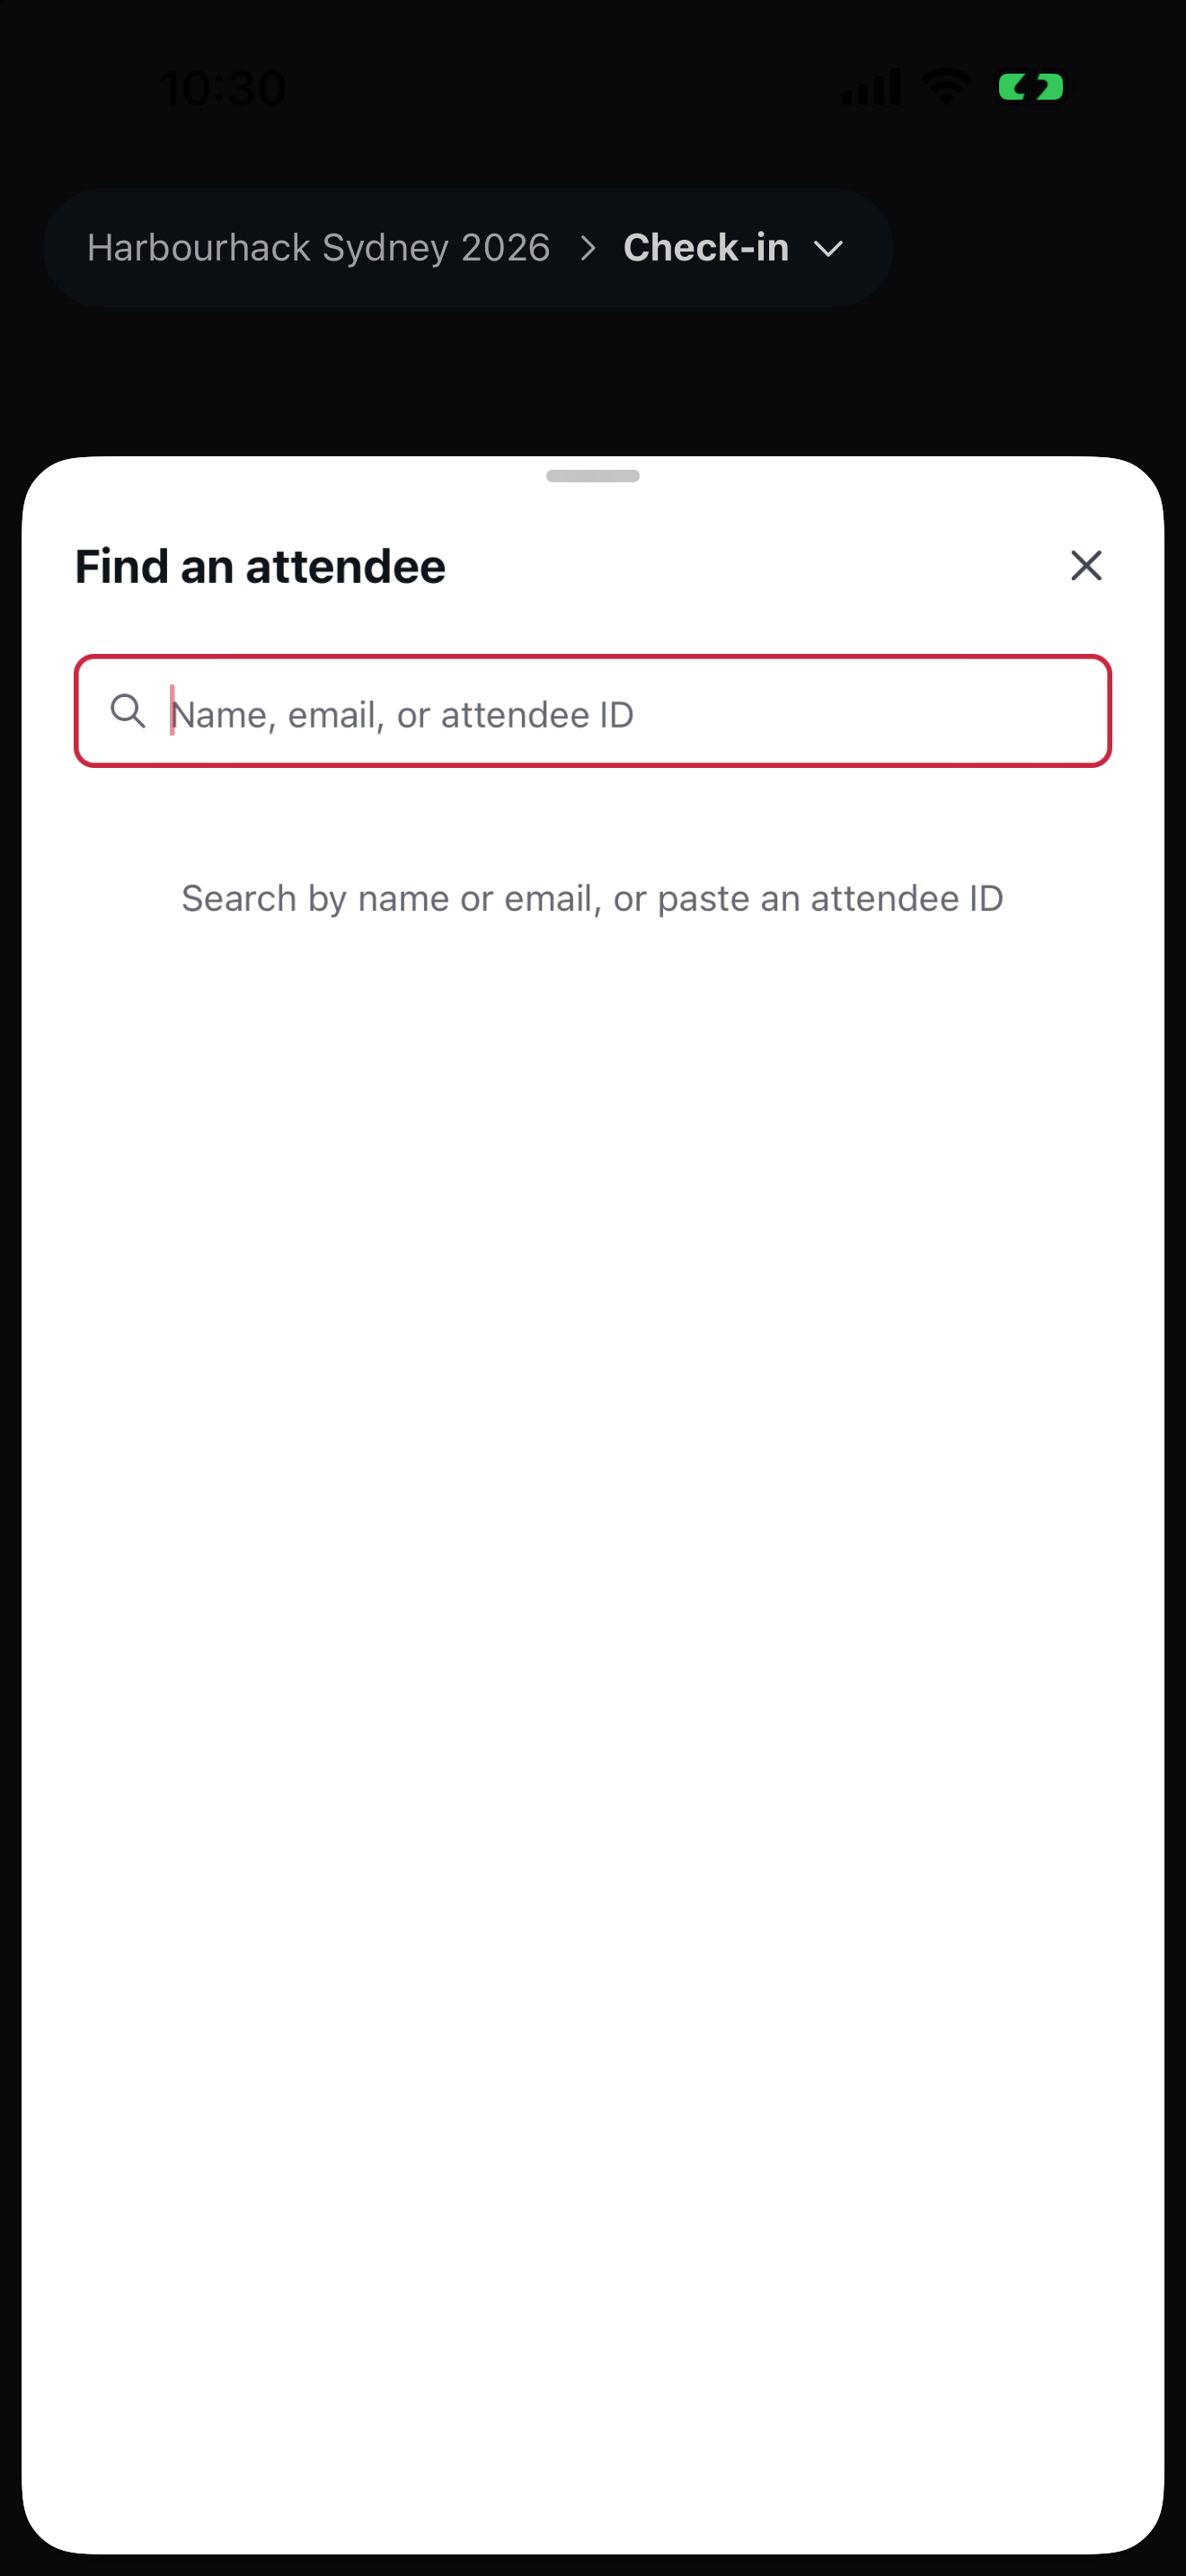 10:30
Harbourhack Sydney 2026 > Check-in
Find an attendee
Name, email, or attendee ID
Search by name or email, or paste an attendee ID